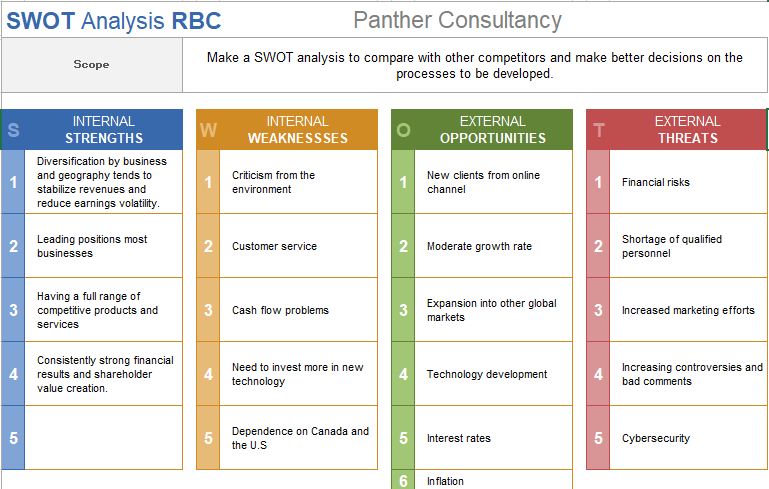 SWOT Analysis RBC
Panther Consultancy
Scope
Make a SWOT analysis to compare with other competitors and make better decisions on the
processes to be developed.
S
INTERNAL
STRENGTHS
1
Diversification by business
and geography tends to
stabilize revenues and
reduce earnings volatility.
2
Leading positions most
businesses
3
Having a full range of
competitive products and
services
4
Consistently strong financial
results and shareholder
value creation.
5
W
INTERNAL
WEAKNESSSES
1
Criticism from the
environment
2
Customer service
3
Cash flow problems
4
Need to invest more in new
technology
5
Dependence on Canada and
the U.S
O
EXTERNAL
OPPORTUNITIES
1
New clients from online
channel
2
Moderate growth rate
3
Expansion into other global
markets
4
Technology development
5
Interest rates
6
Inflation
T
EXTERNAL
THREATS
1
Financial risks
2
Shortage of qualified
personnel
3
Increased marketing efforts
4
Increasing controversies and
bad comments
5
Cybersecurity